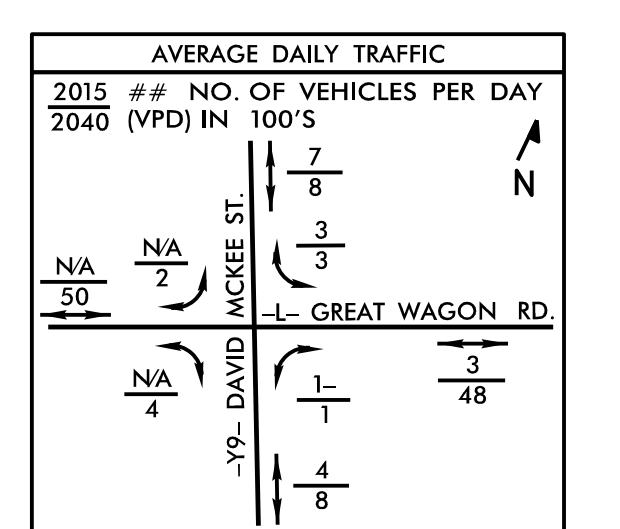 AVERAGE DAILY TRAFFIC
2015 ## NO. OF VEHICLES PER DAY
2040 (VPD) IN 100'S
N
7
8
3
3
N/A
2
N/A
50
-L- GREAT WAGON RD.
-Y9- DAVID MCKEE ST.
N/A
4
1-
1
3
48
4
8